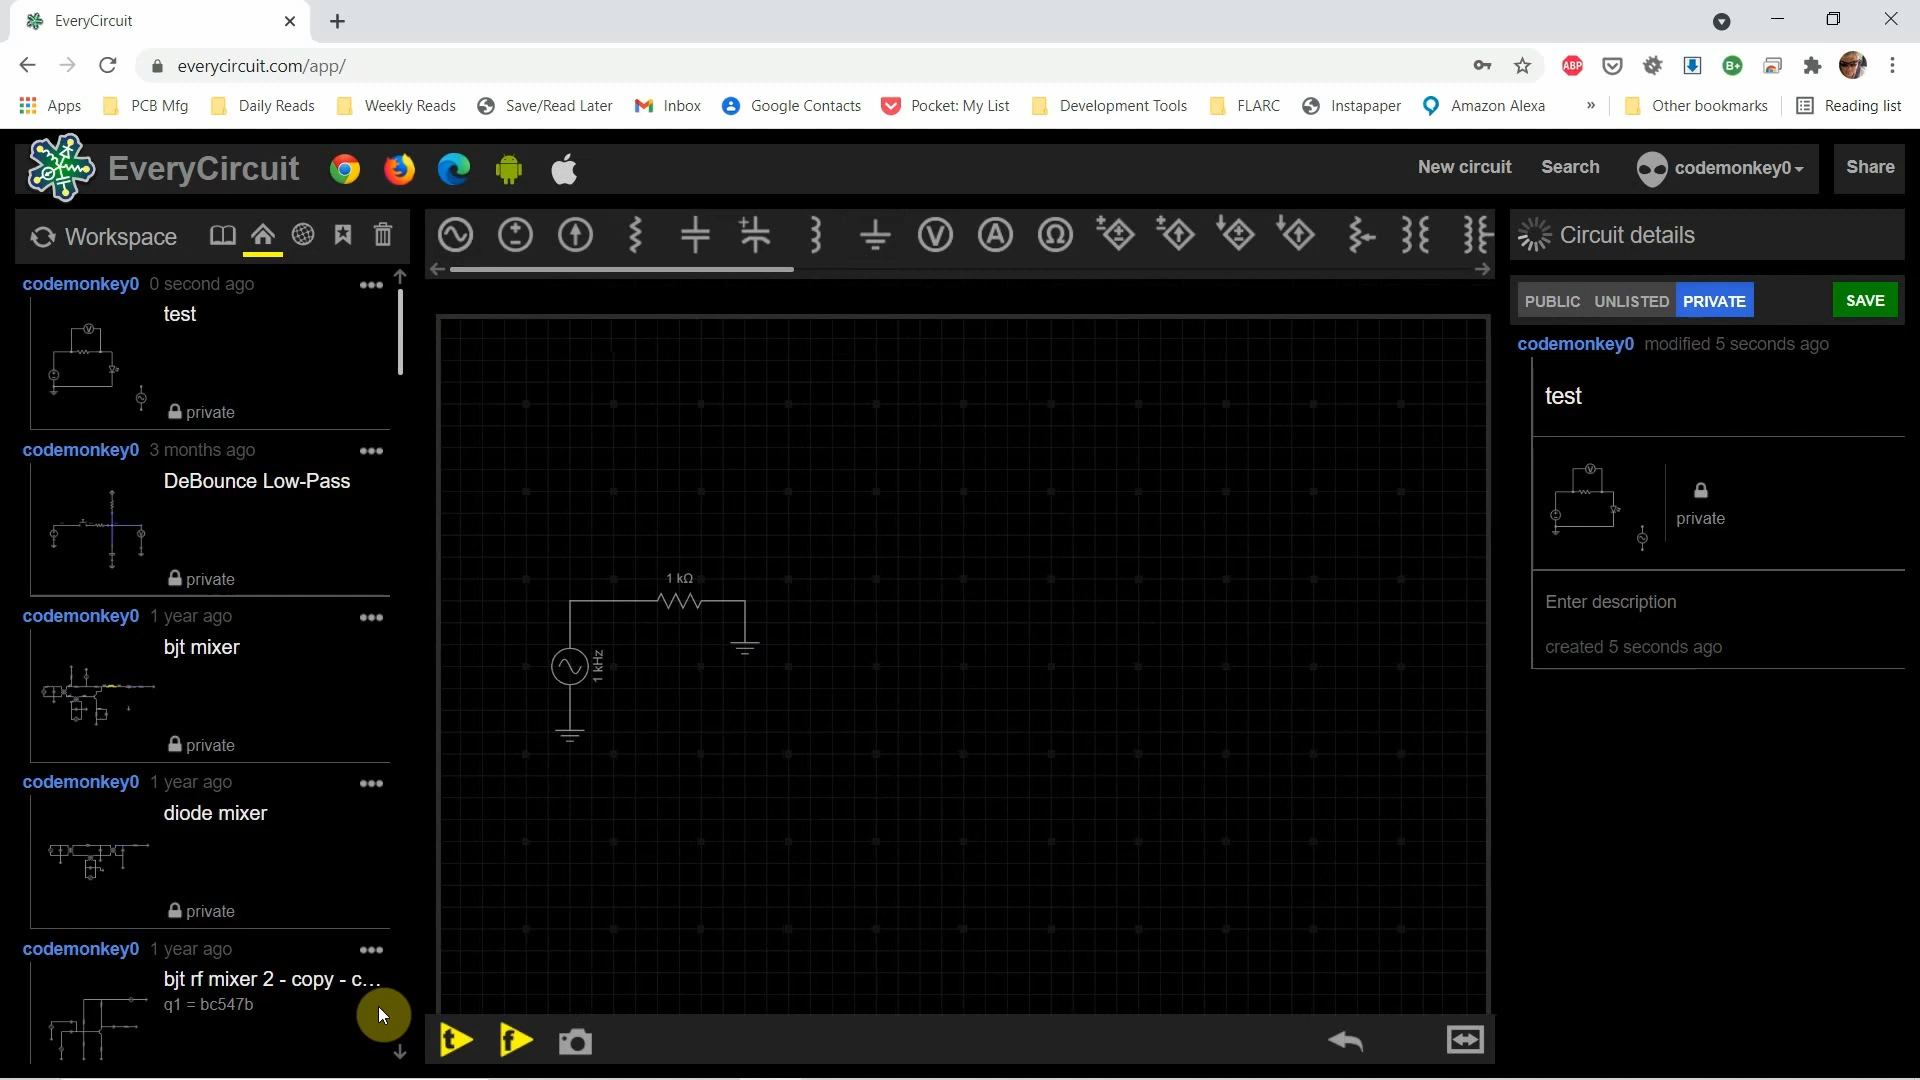 EveryCircuit
everycircuit.com/app/
ABP
B+
Apps
PCB Mfg
Daily Reads
Weekly Reads
Save/Read Later
Inbox
Google Contacts
Pocket: My List
Development Tools
FLARC
Instapaper
Amazon Alexa
»
Other bookmarks
Reading list
EveryCircuit
New circuit
Search
codemonkey0
Share
Workspace
V
A
Ω
Circuit details
PUBLIC
UNLISTED
PRIVATE
SAVE
codemonkey0 0 second ago
test
private
codemonkey0 3 months ago
DeBounce Low-Pass
private
codemonkey0 1 year ago
bjt mixer
private
codemonkey0 1 year ago
diode mixer
private
codemonkey0 1 year ago
bjt rf mixer 2 - copy - c...
q1 = bc547b
1 kΩ
1 kHz
t
f
codemonkey0 modified 5 seconds ago
test
V
private
Enter description
created 5 seconds ago